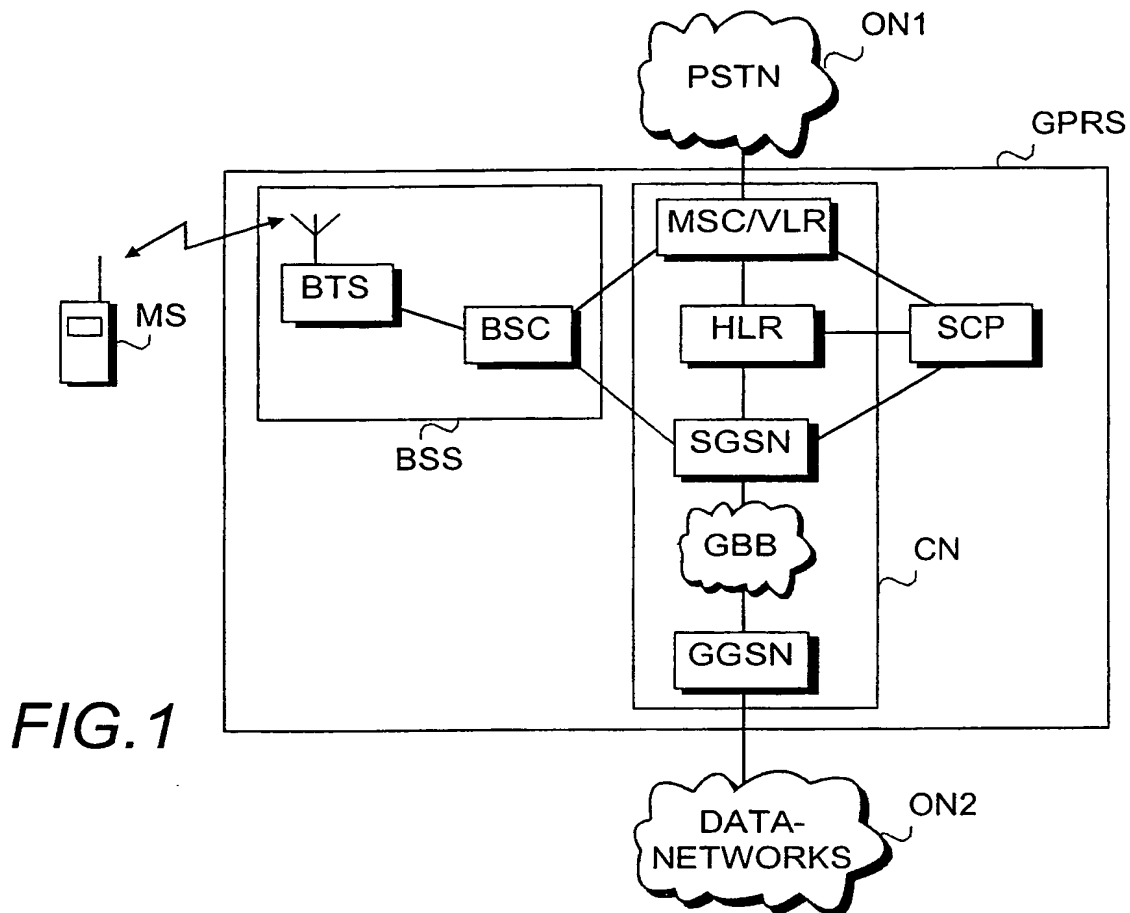 ON1
PSTN
GPRS
MSC/VLR
BTS
MS
BSC
HLR
SCP
SGSN
BSS
GBB
CN
GGSN
FIG.1
ON2
DATA-
NETWORKS